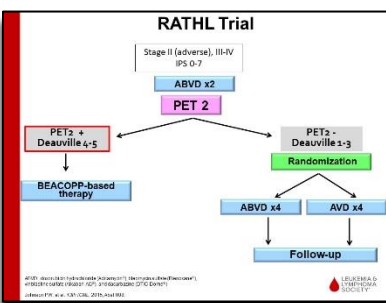 RATHL Trial
Stage II (adverse), III-IV
IPS 0-7
ABVD x2
PET 2
PET2 +
Deauville 4-5
PET2 -
Deauville 1-3
Randomization
BEACOPP-based
therapy
ABVD x4
AVD x4
Follow-up
LEUKEMIA &
LYMPHOMA
SOCIETY